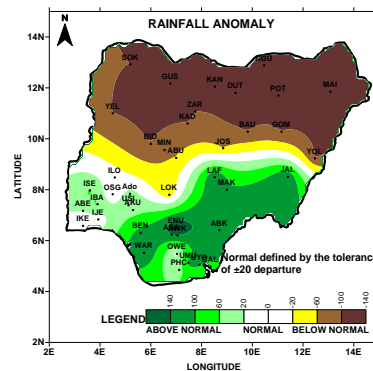 RAINFALL ANOMALY
14N
12N
10N
8N
6N
4N
2N
LATITUDE
N
SOK
NGU
GUS
KAN
DUT
POT
MAI
YEL
ZAR
KAD
BAU
GOM
BID
MIN
ABU
JOS
YOL
ILO
LAF
JAL
ISE
OSG
Ado
LOK
MAK
IBA
USI
AKU
ABE
IJE
IKE
BEN
ENU
ABK
WAR
OWE
UMU
UYO
CAL
PHC
Normal defined by the tolerance
of ±20 departure
LEGEND
140
100
60
20
0
-20
-60
-100
-140
ABOVE NORMAL
NORMAL
BELOW NORMAL
2E
4E
6E
8E
10E
12E
14E
LONGITUDE